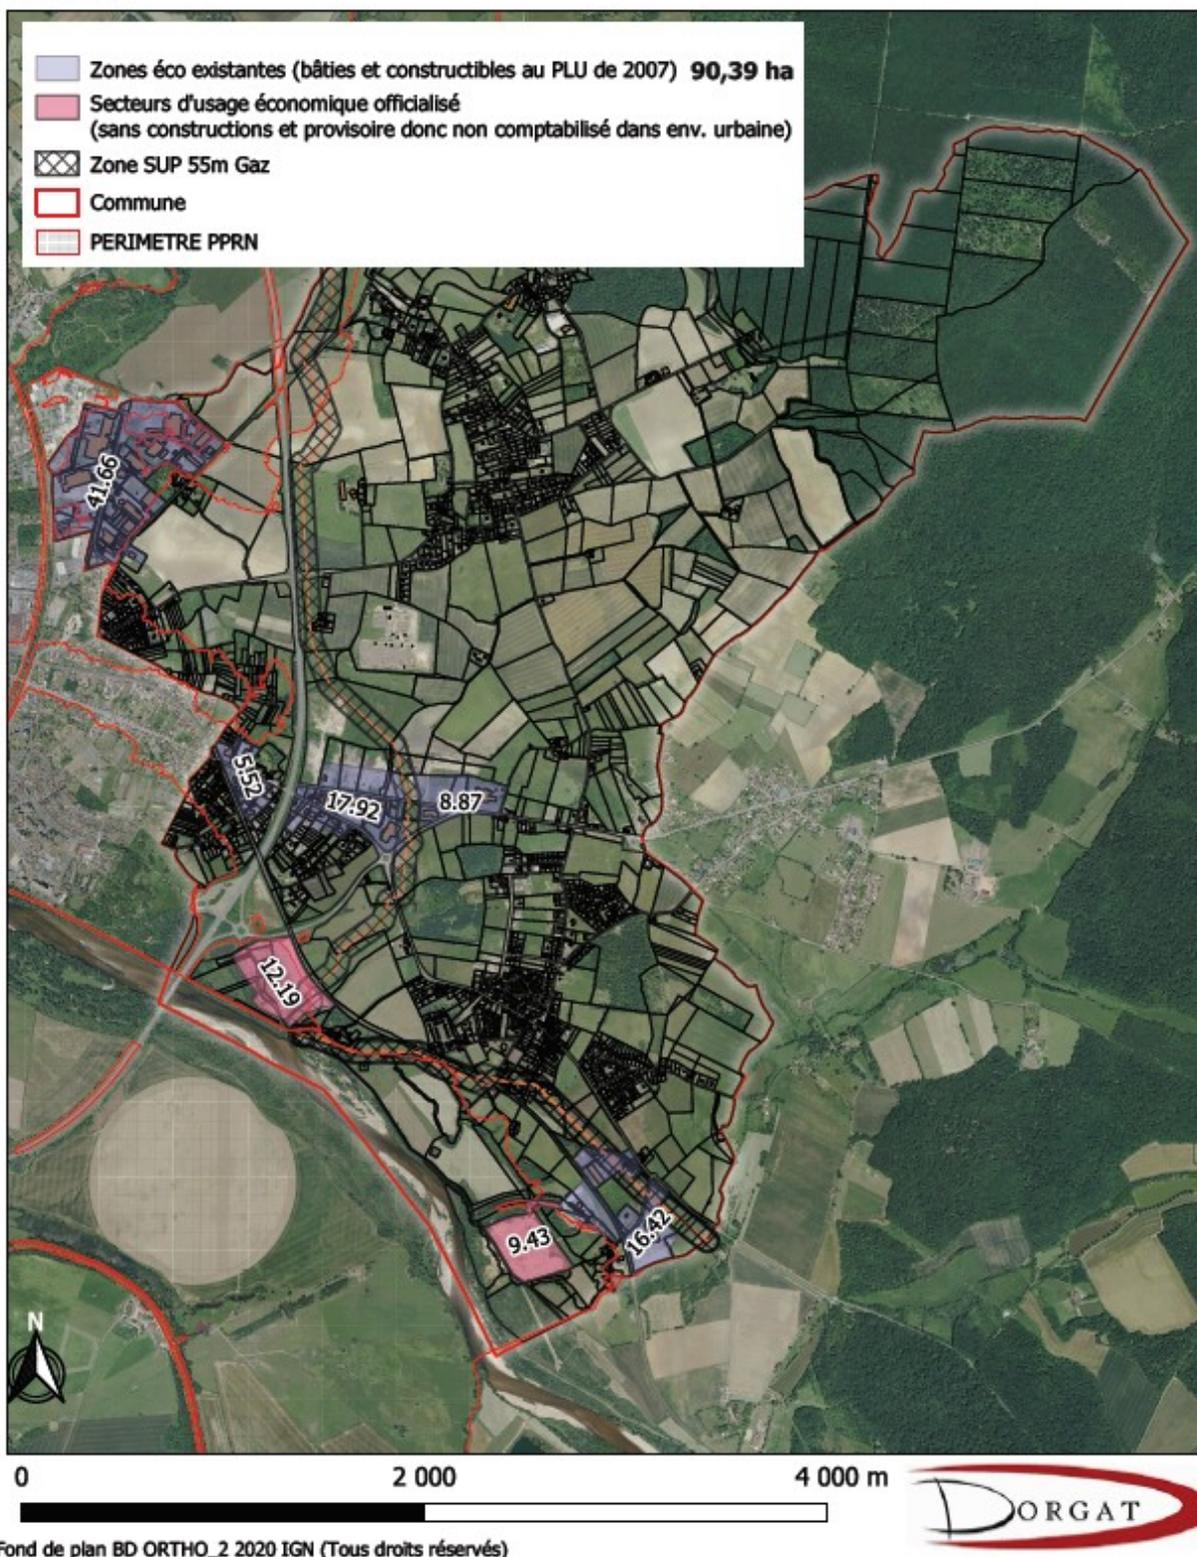 Zones éco existantes (bâties et constructibles au PLU de 2007) 90,39 ha
Secteurs d'usage économique officialisé
(sans constructions et provisoire donc non comptabilisé dans env. urbaine)
Zone SUP 55m Gaz
Commune
PERIMETRE PPRN
41.66
5.52
17.92
8.87
12.19
9.43
16.42
N
0
2 000
4 000 m
DORGAT
Fond de plan BD ORTHO_2 2020 IGN (Tous droits réservés)